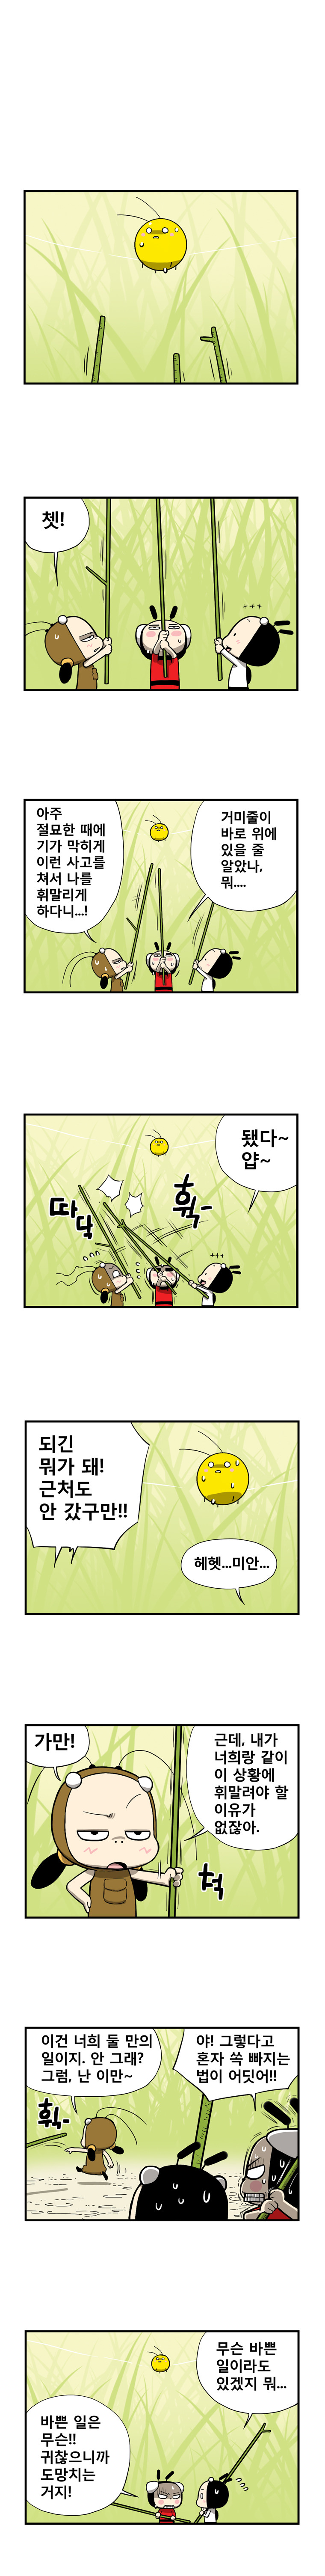 쳇!
아주
절묘한 때에
기가 막히게
이런 사고를
쳐서 나를
휘말리게
하다니...!
거미줄이
바로 위에
있을 줄
알았나,
뭐....
됐다~
얍~
휙-
따
닥
되긴
뭐가 돼!
근처도
안 갔구만!!
헤헷...미안...
가만!
근데, 내가
너희랑 같이
이 상황에
휘말려야 할
이유가
없잖아.
척
이건 너희 둘 만의
일이지. 안 그래?
그럼, 난 이만~
야! 그렇다고
혼자 쏙 빠지는
법이 어딧어!!
휙-
무슨 바쁜
일이라도
있겠지 뭐...
바쁜 일은
무슨!!
귀찮으니까
도망치는
거지!